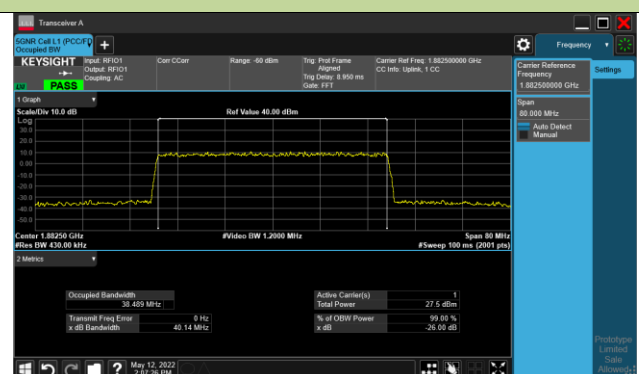 Transceiver A
5GNR Cell L1 (PCC/FD
Occupied BW
Frequency
KEYSIGHT
LXI
PASS
Input: RFIO1
Output: RFIO1
Coupling: AC
Corr CCorr
Range: -60 dBm
Trig: Prot Frame
Aligned
Trig Delay: 8.950 ms
Gate: FFT
Carrier Ref Freq: 1.882500000 GHz
CC Info: Uplink, 1 CC
Carrier Reference
Frequency
1.882500000 GHz
Settings
Span
80.000 MHz
Auto Detect
Manual
1 Graph
Scale/Div 10.0 dB
Ref Value 40.00 dBm
Log
30.0
20.0
10.0
0.00
-10.0
-20.0
-30.0
-40.0
-50.0
Center 1.88250 GHz
#Video BW 1.2000 MHz
Span 80 MHz
#Res BW 430.00 kHz
#Sweep 100 ms (2001 pts)
2 Metrics
Occupied Bandwidth
38.489 MHz
Active Carrier(s) 1
Total Power 27.5 dBm
Transmit Freq Error 0 Hz
x dB Bandwidth 40.14 MHz
% of OBW Power 99.00 %
x dB -26.00 dB
Prototype
Limited
Sale
Allowed
?
May 12, 2022
2:07:26 PM